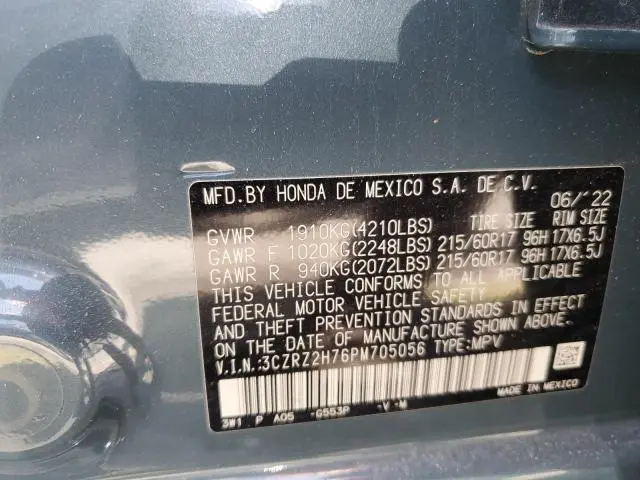 MFD.BY HONDA DE MEXICO S.A. DE C.V. 06/'22
GVWR 1910KG(4210LBS) TIRE SIZE RIM SIZE
GAWR F 1020KG(2248LBS) 215/60R17 96H 17X6.5J
GAWR R 940KG(2072LBS) 215/60R17 96H 17X6.5J
THIS VEHICLE CONFORMS TO ALL APPLICABLE
FEDERAL MOTOR VEHICLE SAFETY
AND THEFT PREVENTION STANDARDS IN EFFECT
ON THE DATE OF MANUFACTURE SHOWN ABOVE.
V.I.N.:3CZRZ2H76PM705056 TYPE:MPV
3W1 P A05 -G553P -V-M MADE IN MEXICO